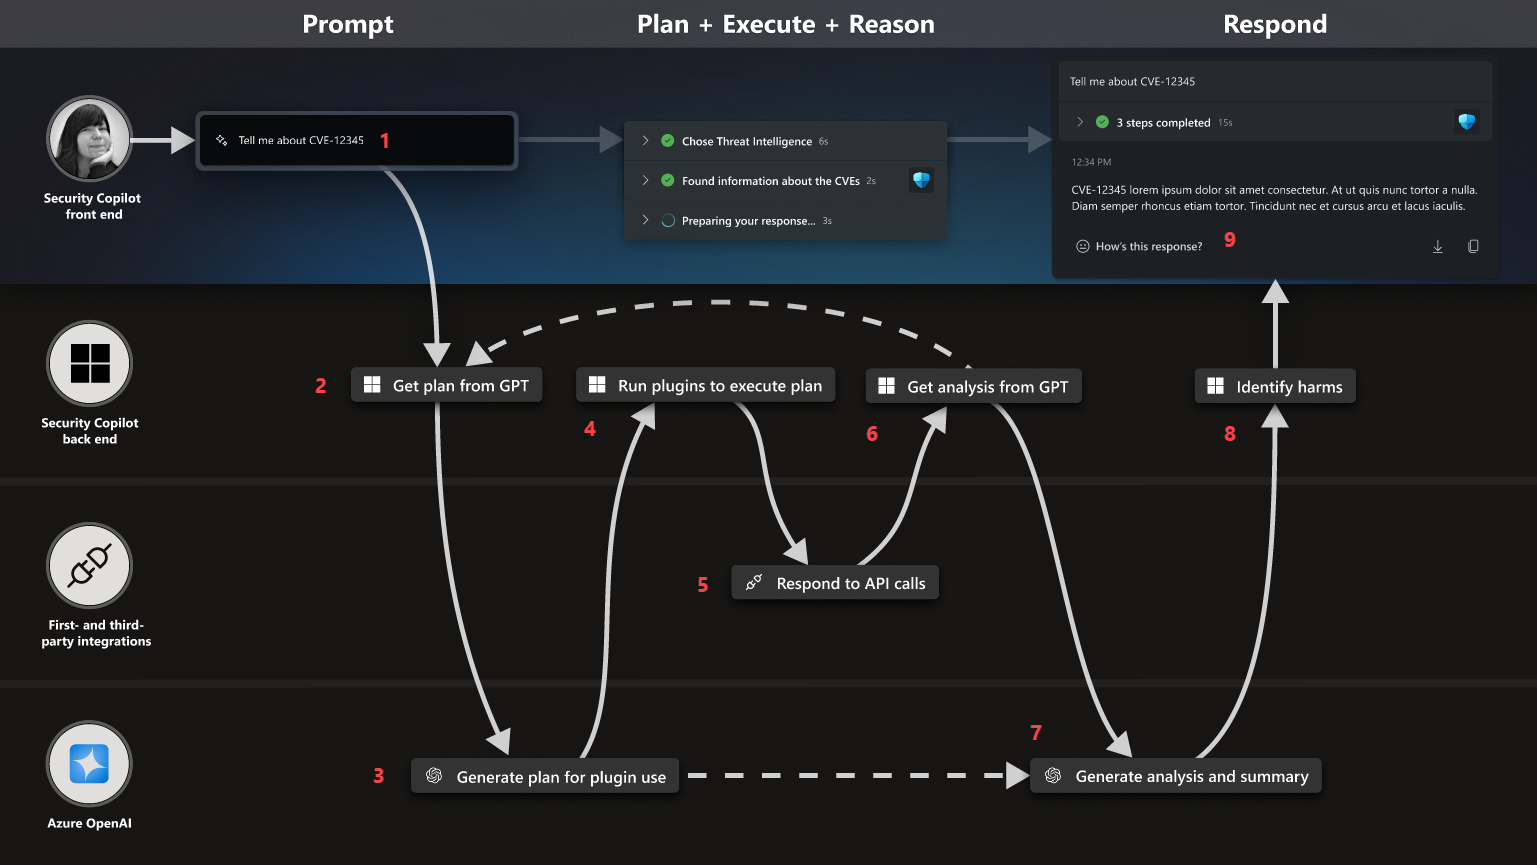 Prompt
Plan + Execute + Reason
Respond
Security Copilot
front end
Tell me about CVE-12345
1
Chose Threat Intelligence 6s
Found information about the CVEs 2s
Preparing your response... 3s
Tell me about CVE-12345
3 steps completed 15s
12:34 PM
CVE-12345 lorem ipsum dolor sit amet consectetur. At ut quis nunc tortor a nulla.
Diam semper rhoncus etiam tortor. Tincidunt nec et cursus arcu et lacus iaculis.
How's this response?
9
Security Copilot
back end
2
Get plan from GPT
Run plugins to execute plan
4
Get analysis from GPT
6
Identify harms
8
First- and third-
party integrations
5
Respond to API calls
Azure OpenAI
3
Generate plan for plugin use
7
Generate analysis and summary